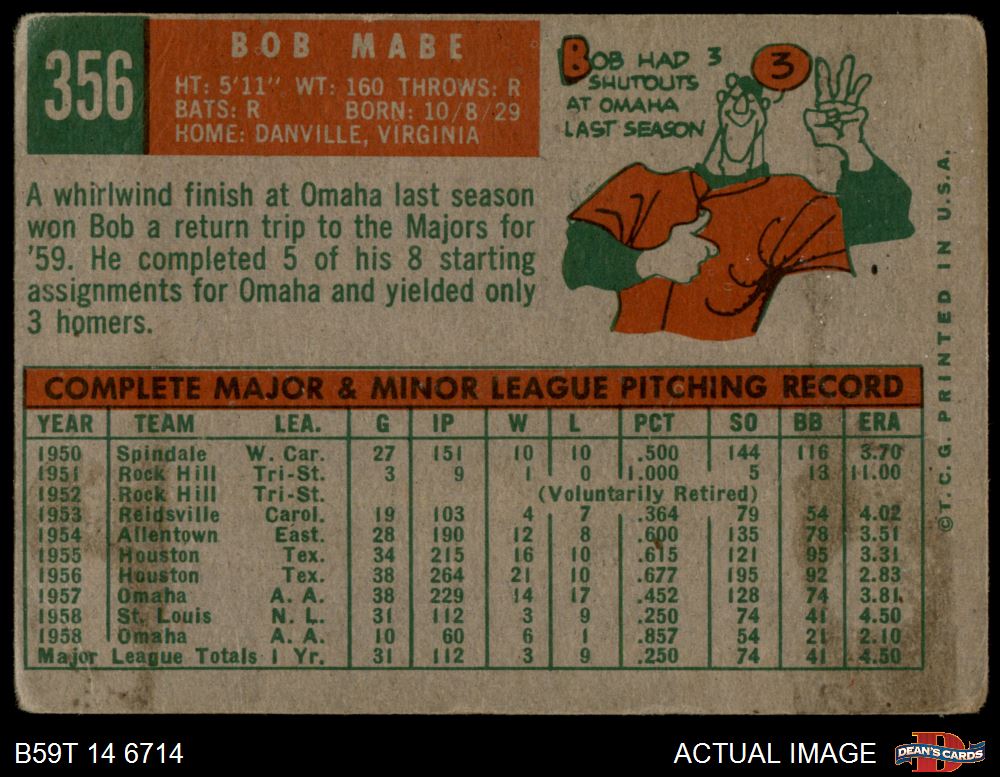 356
BOB MABE
HT: 5'11" WT: 160 THROWS: R
BATS: R BORN: 10/8/29
HOME: DANVILLE, VIRGINIA
BOB HAD 3
SHUTOUTS
AT OMAHA
LAST SEASON
3
A whirlwind finish at Omaha last season
won Bob a return trip to the Majors for
'59. He completed 5 of his 8 starting
assignments for Omaha and yielded only
3 homers.
COMPLETE MAJOR & MINOR LEAGUE PITCHING RECORD
YEAR TEAM LEA. G IP W L PCT SO BB ERA
1950 Spindale W. Car. 27 151 10 10 .500 144 116 3.70
1951 Rock Hill Tri-St. 3 9 1 0 1.000 5 13 11.00
1952 Rock Hill Tri-St. (Voluntarily Retired)
1953 Reidsville Carol. 19 103 4 7 .364 79 54 4.02
1954 Allentown East. 28 190 12 8 .600 135 78 3.51
1955 Houston Tex. 34 215 16 10 .615 121 95 3.31
1956 Houston Tex. 38 264 21 10 .677 195 92 2.83
1957 Omaha A. A. 38 229 14 17 .452 128 74 3.81
1958 St. Louis N. L. 31 112 3 9 .250 74 41 4.50
1958 Omaha A. A. 10 60 6 1 .857 54 21 2.10
Major League Totals 1 Yr. 31 112 3 9 .250 74 41 4.50
©T.C.G. PRINTED IN U.S.A.
B59T 14 6714
ACTUAL IMAGE
DEAN'S CARDS